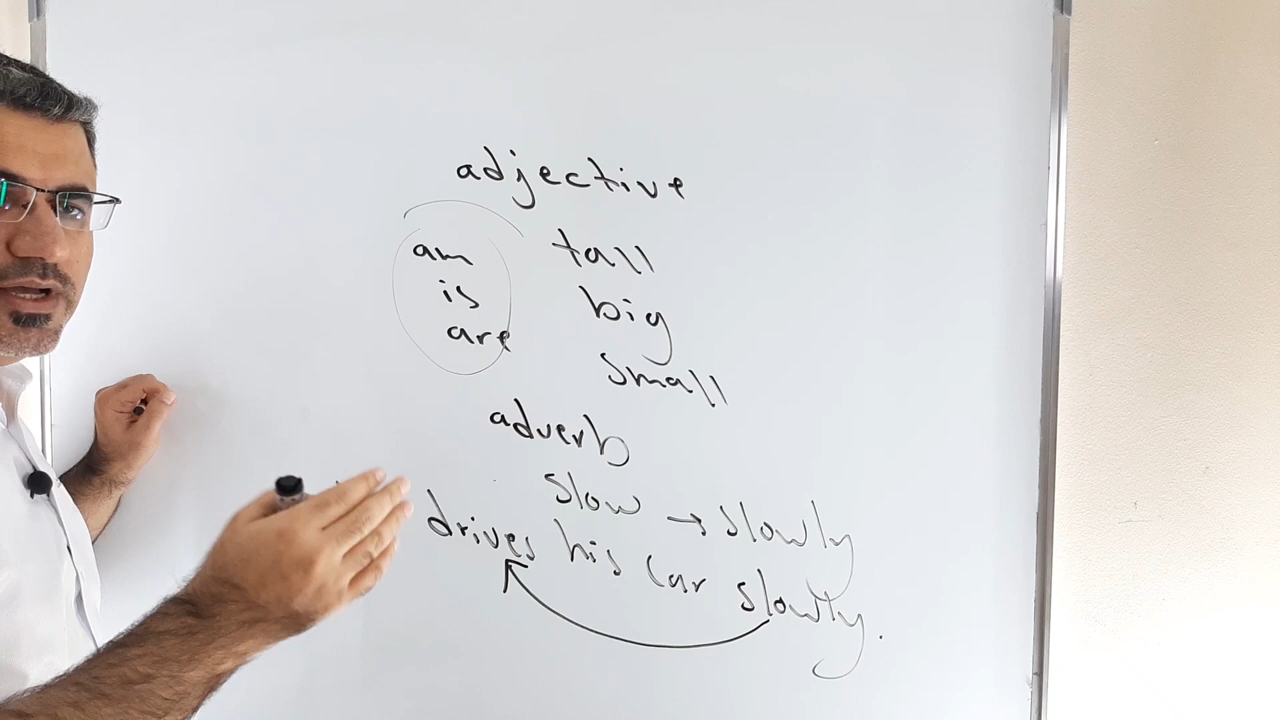 adjective
am tall
is big
are small
adverb
slow → slowly
drives his car slowly.